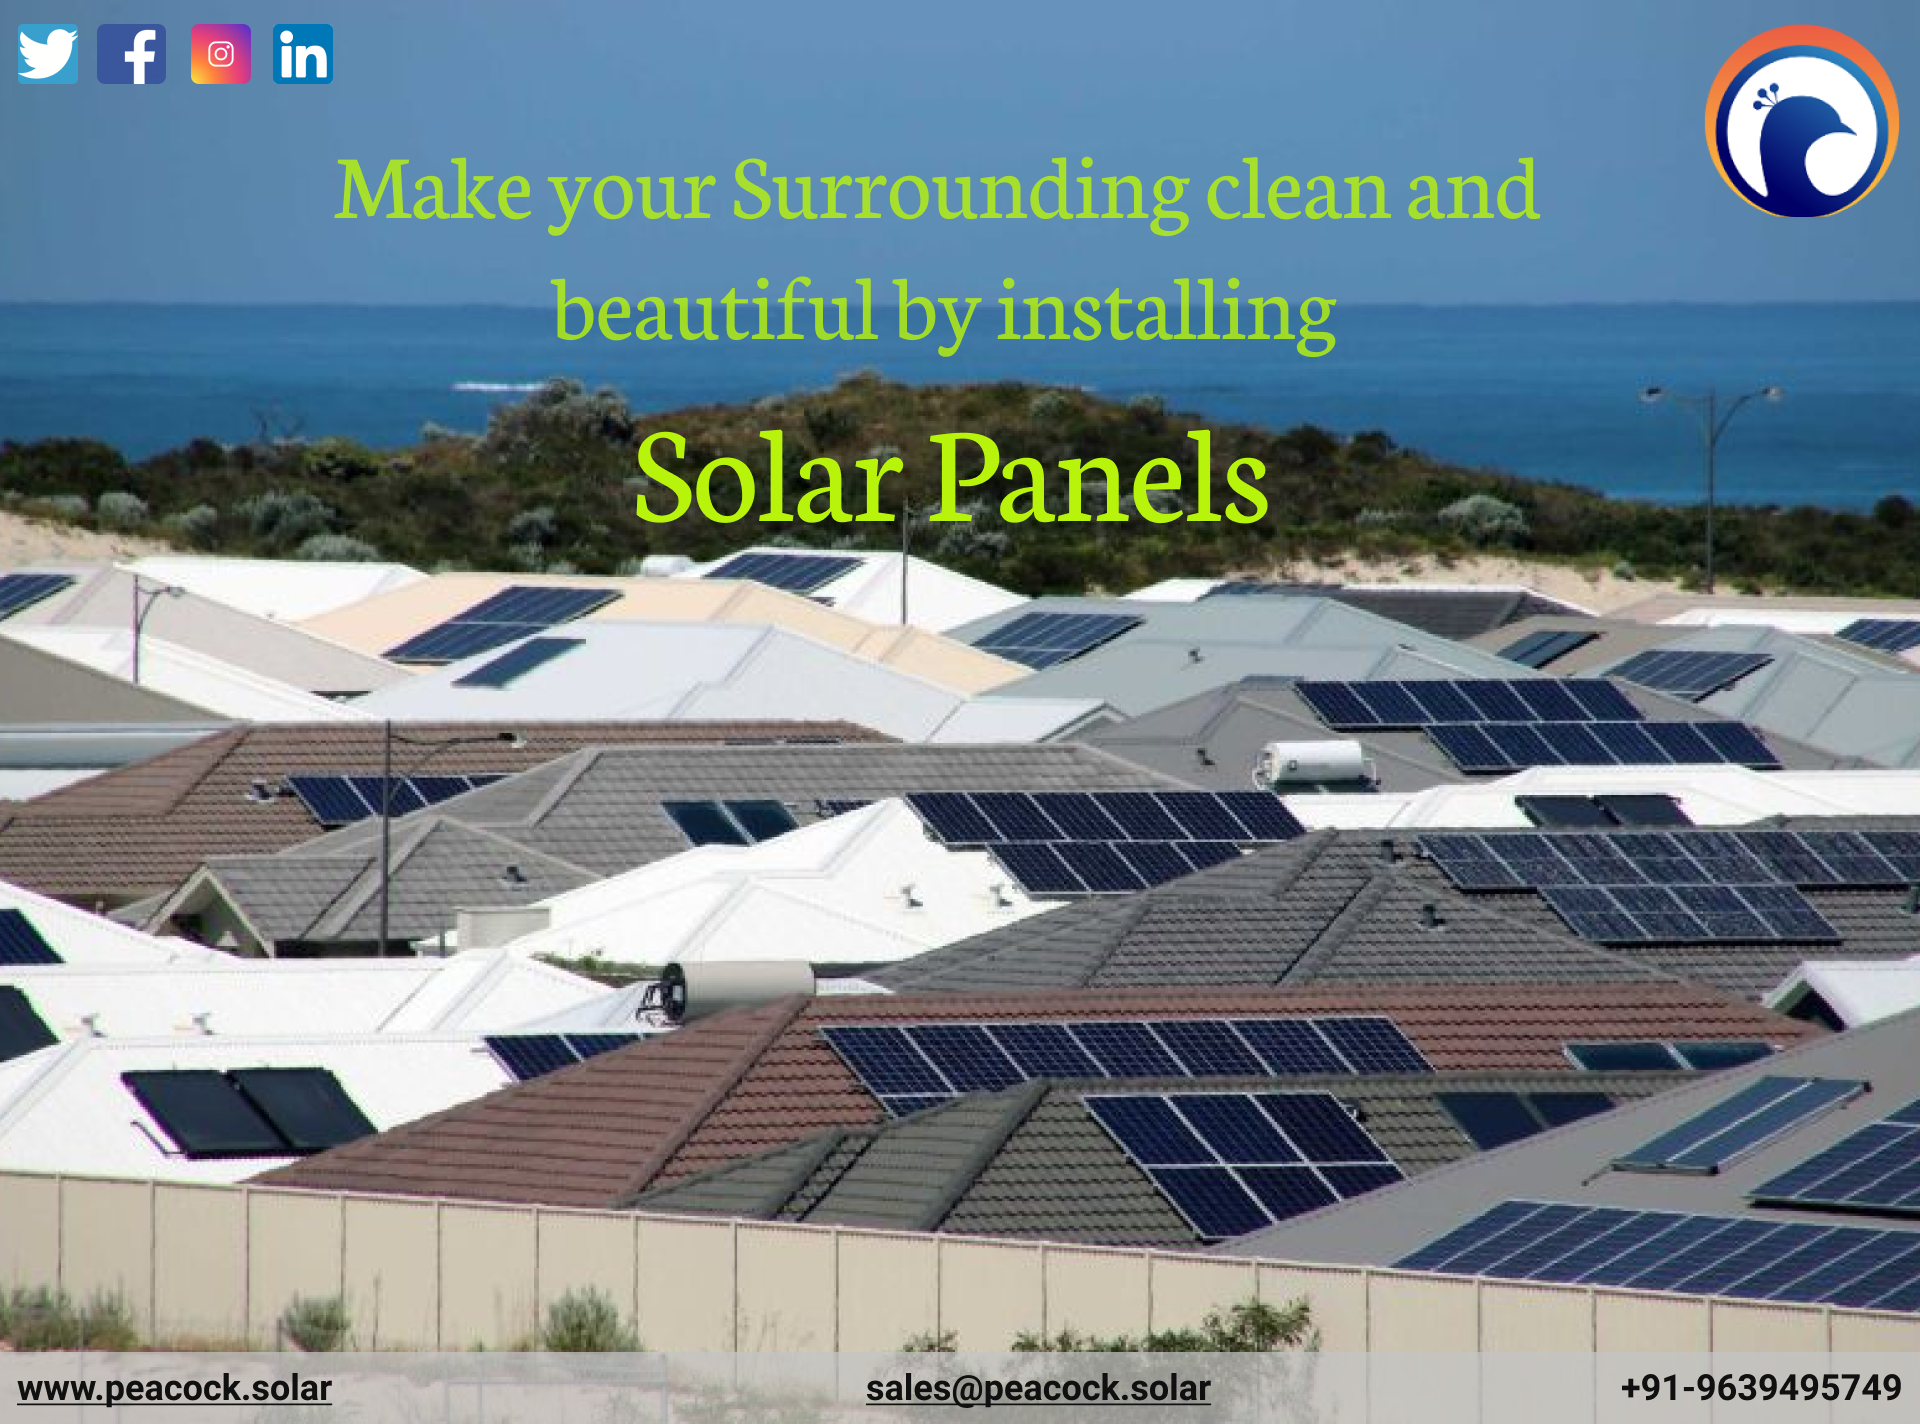 Make your Surrounding clean and
beautiful by installing
Solar Panels
www.peacock.solar
sales@peacock.solar
+91-9639495749